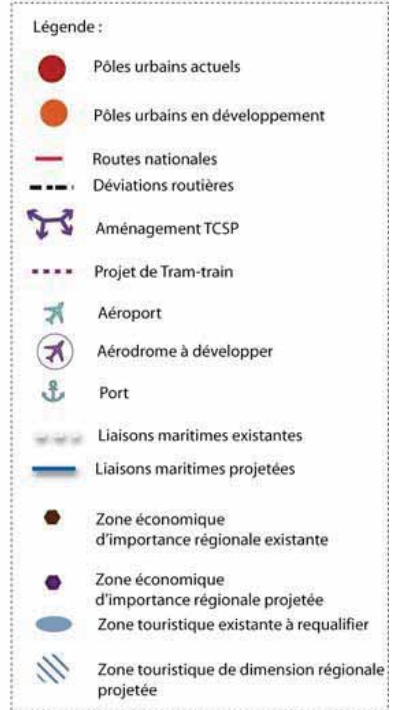 Légende :
Pôles urbains actuels
Pôles urbains en développement
Routes nationales
Déviations routières
Aménagement TCSP
Projet de Tram-train
Aéroport
Aérodrome à développer
Port
Liaisons maritimes existantes
Liaisons maritimes projetées
Zone économique
d'importance régionale existante
Zone économique
d'importance régionale projetée
Zone touristique existante à requalifier
Zone touristique de dimension régionale
projetée